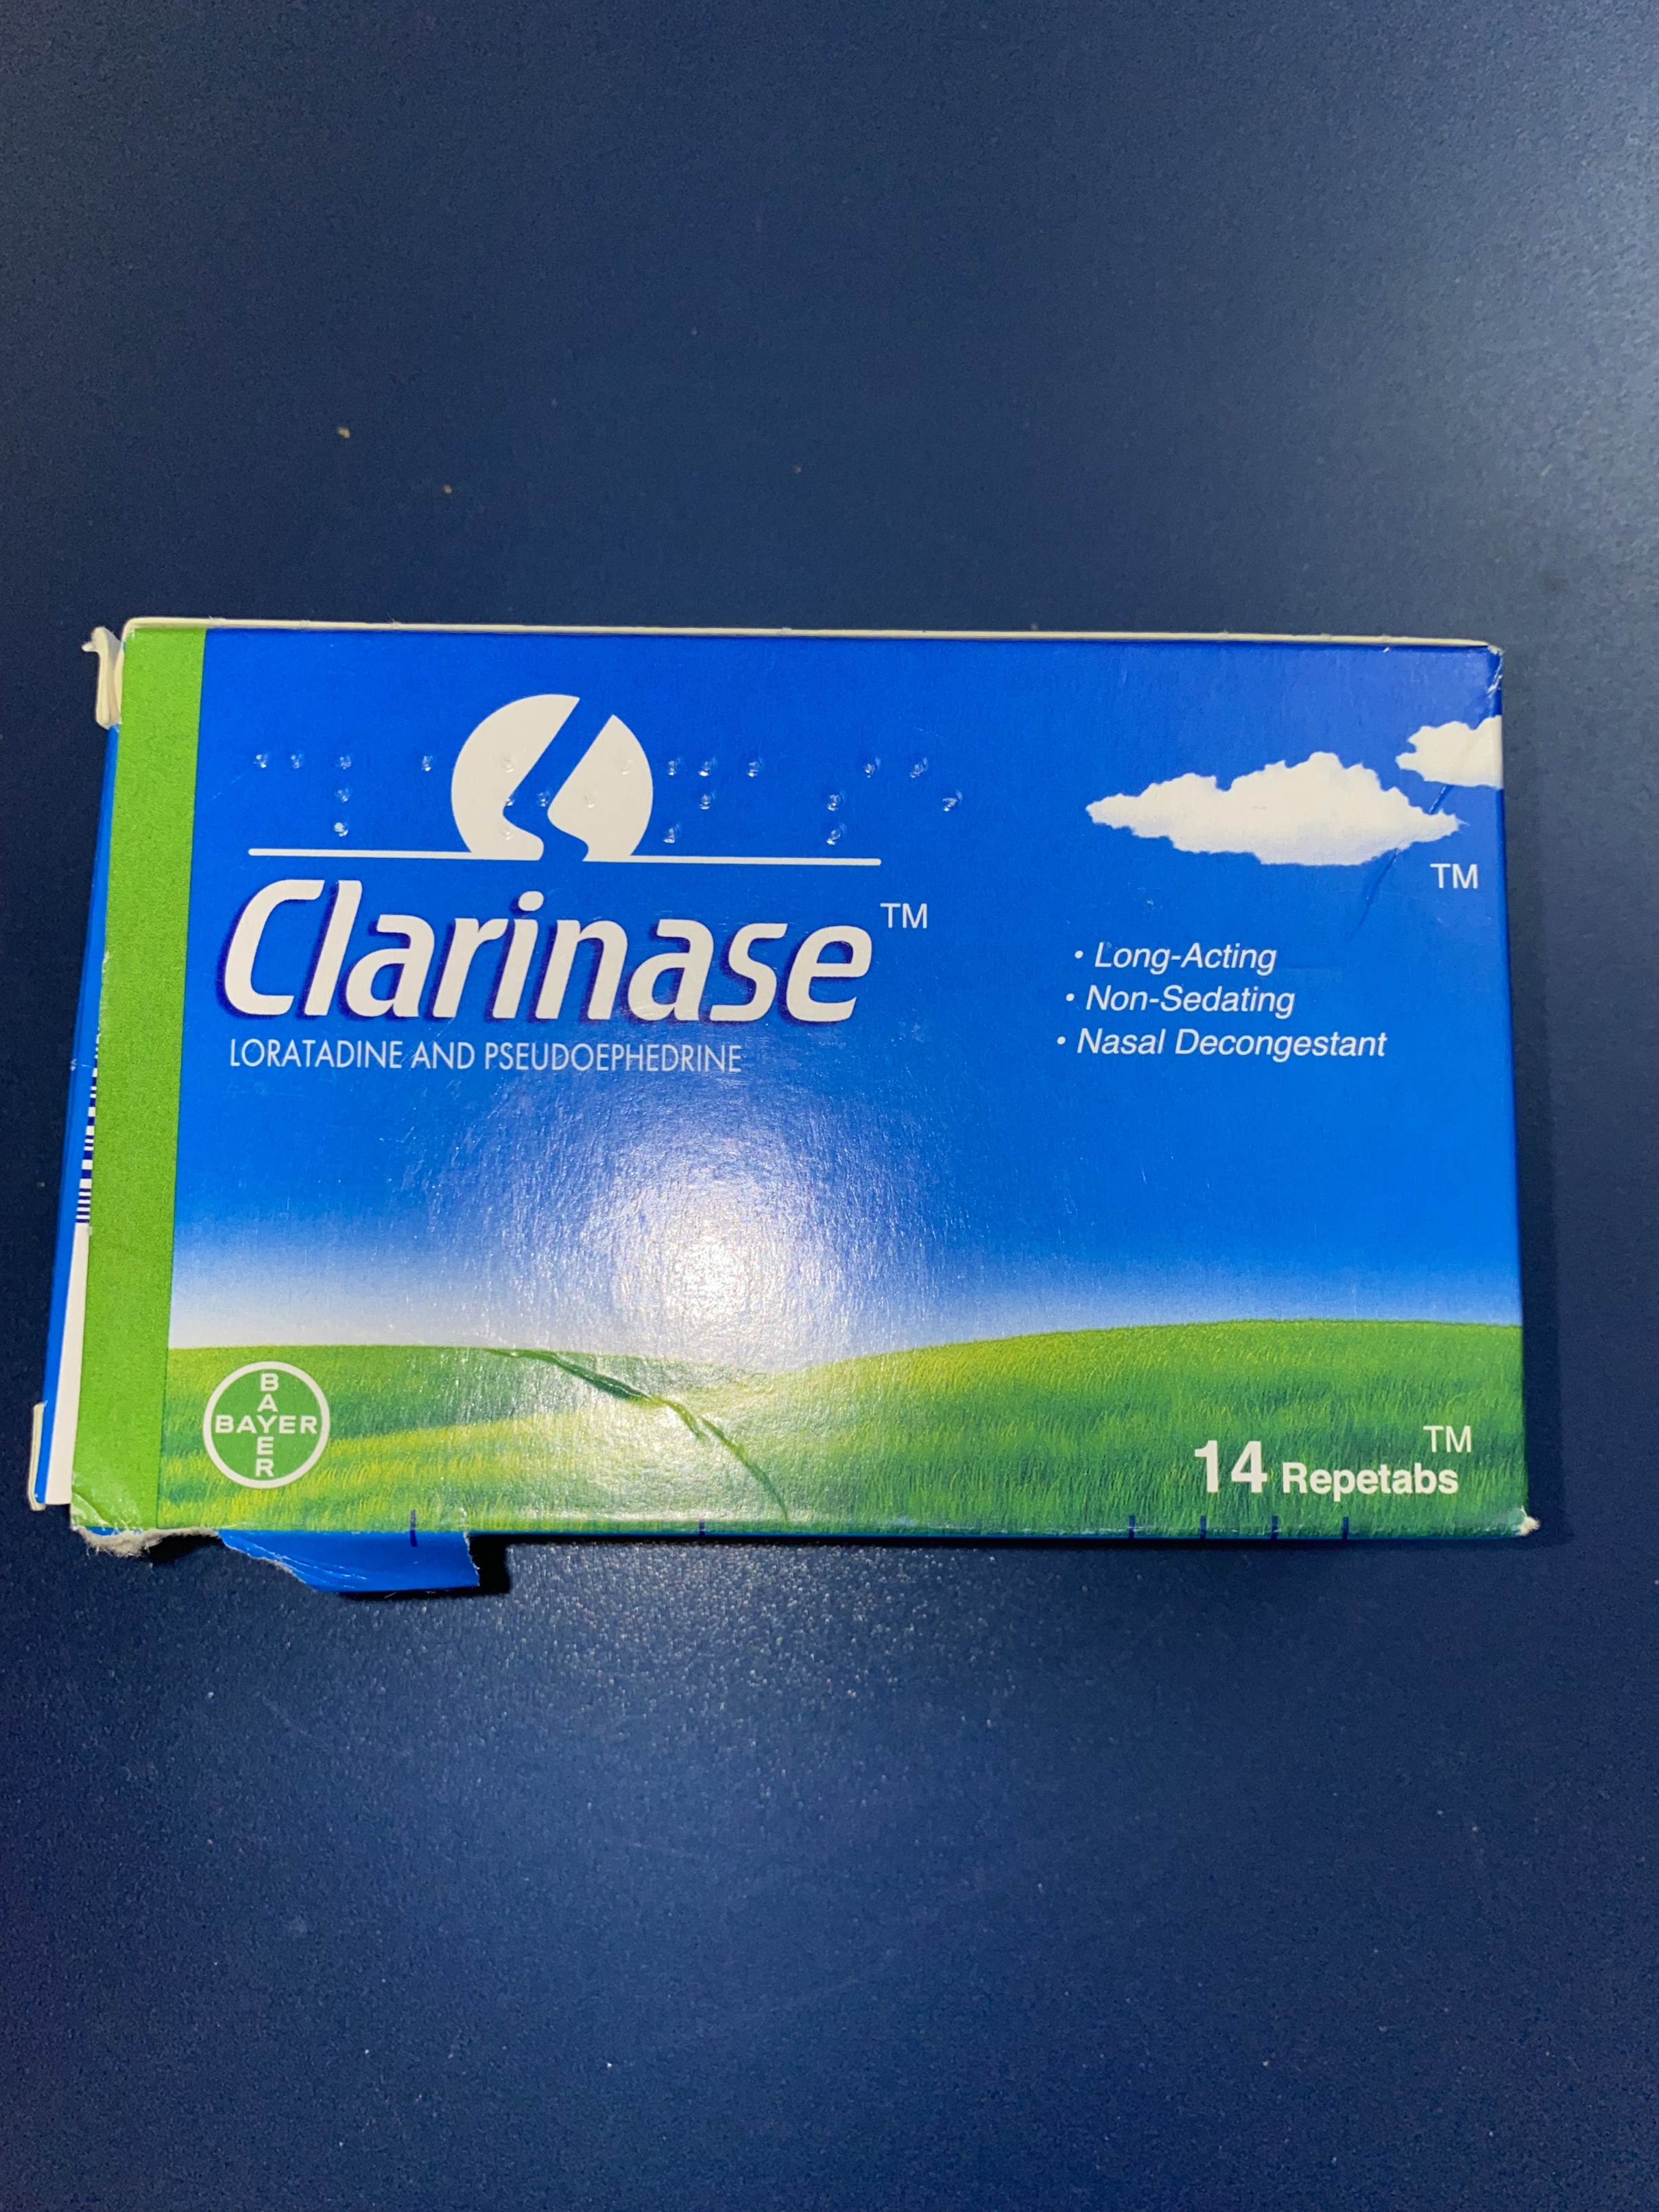 Clarinase™
LORATADINE AND PSEUDOEPHEDRINE
TM
• Long-Acting
• Non-Sedating
• Nasal Decongestant
BAYER
BAYER
14 Repetabs™